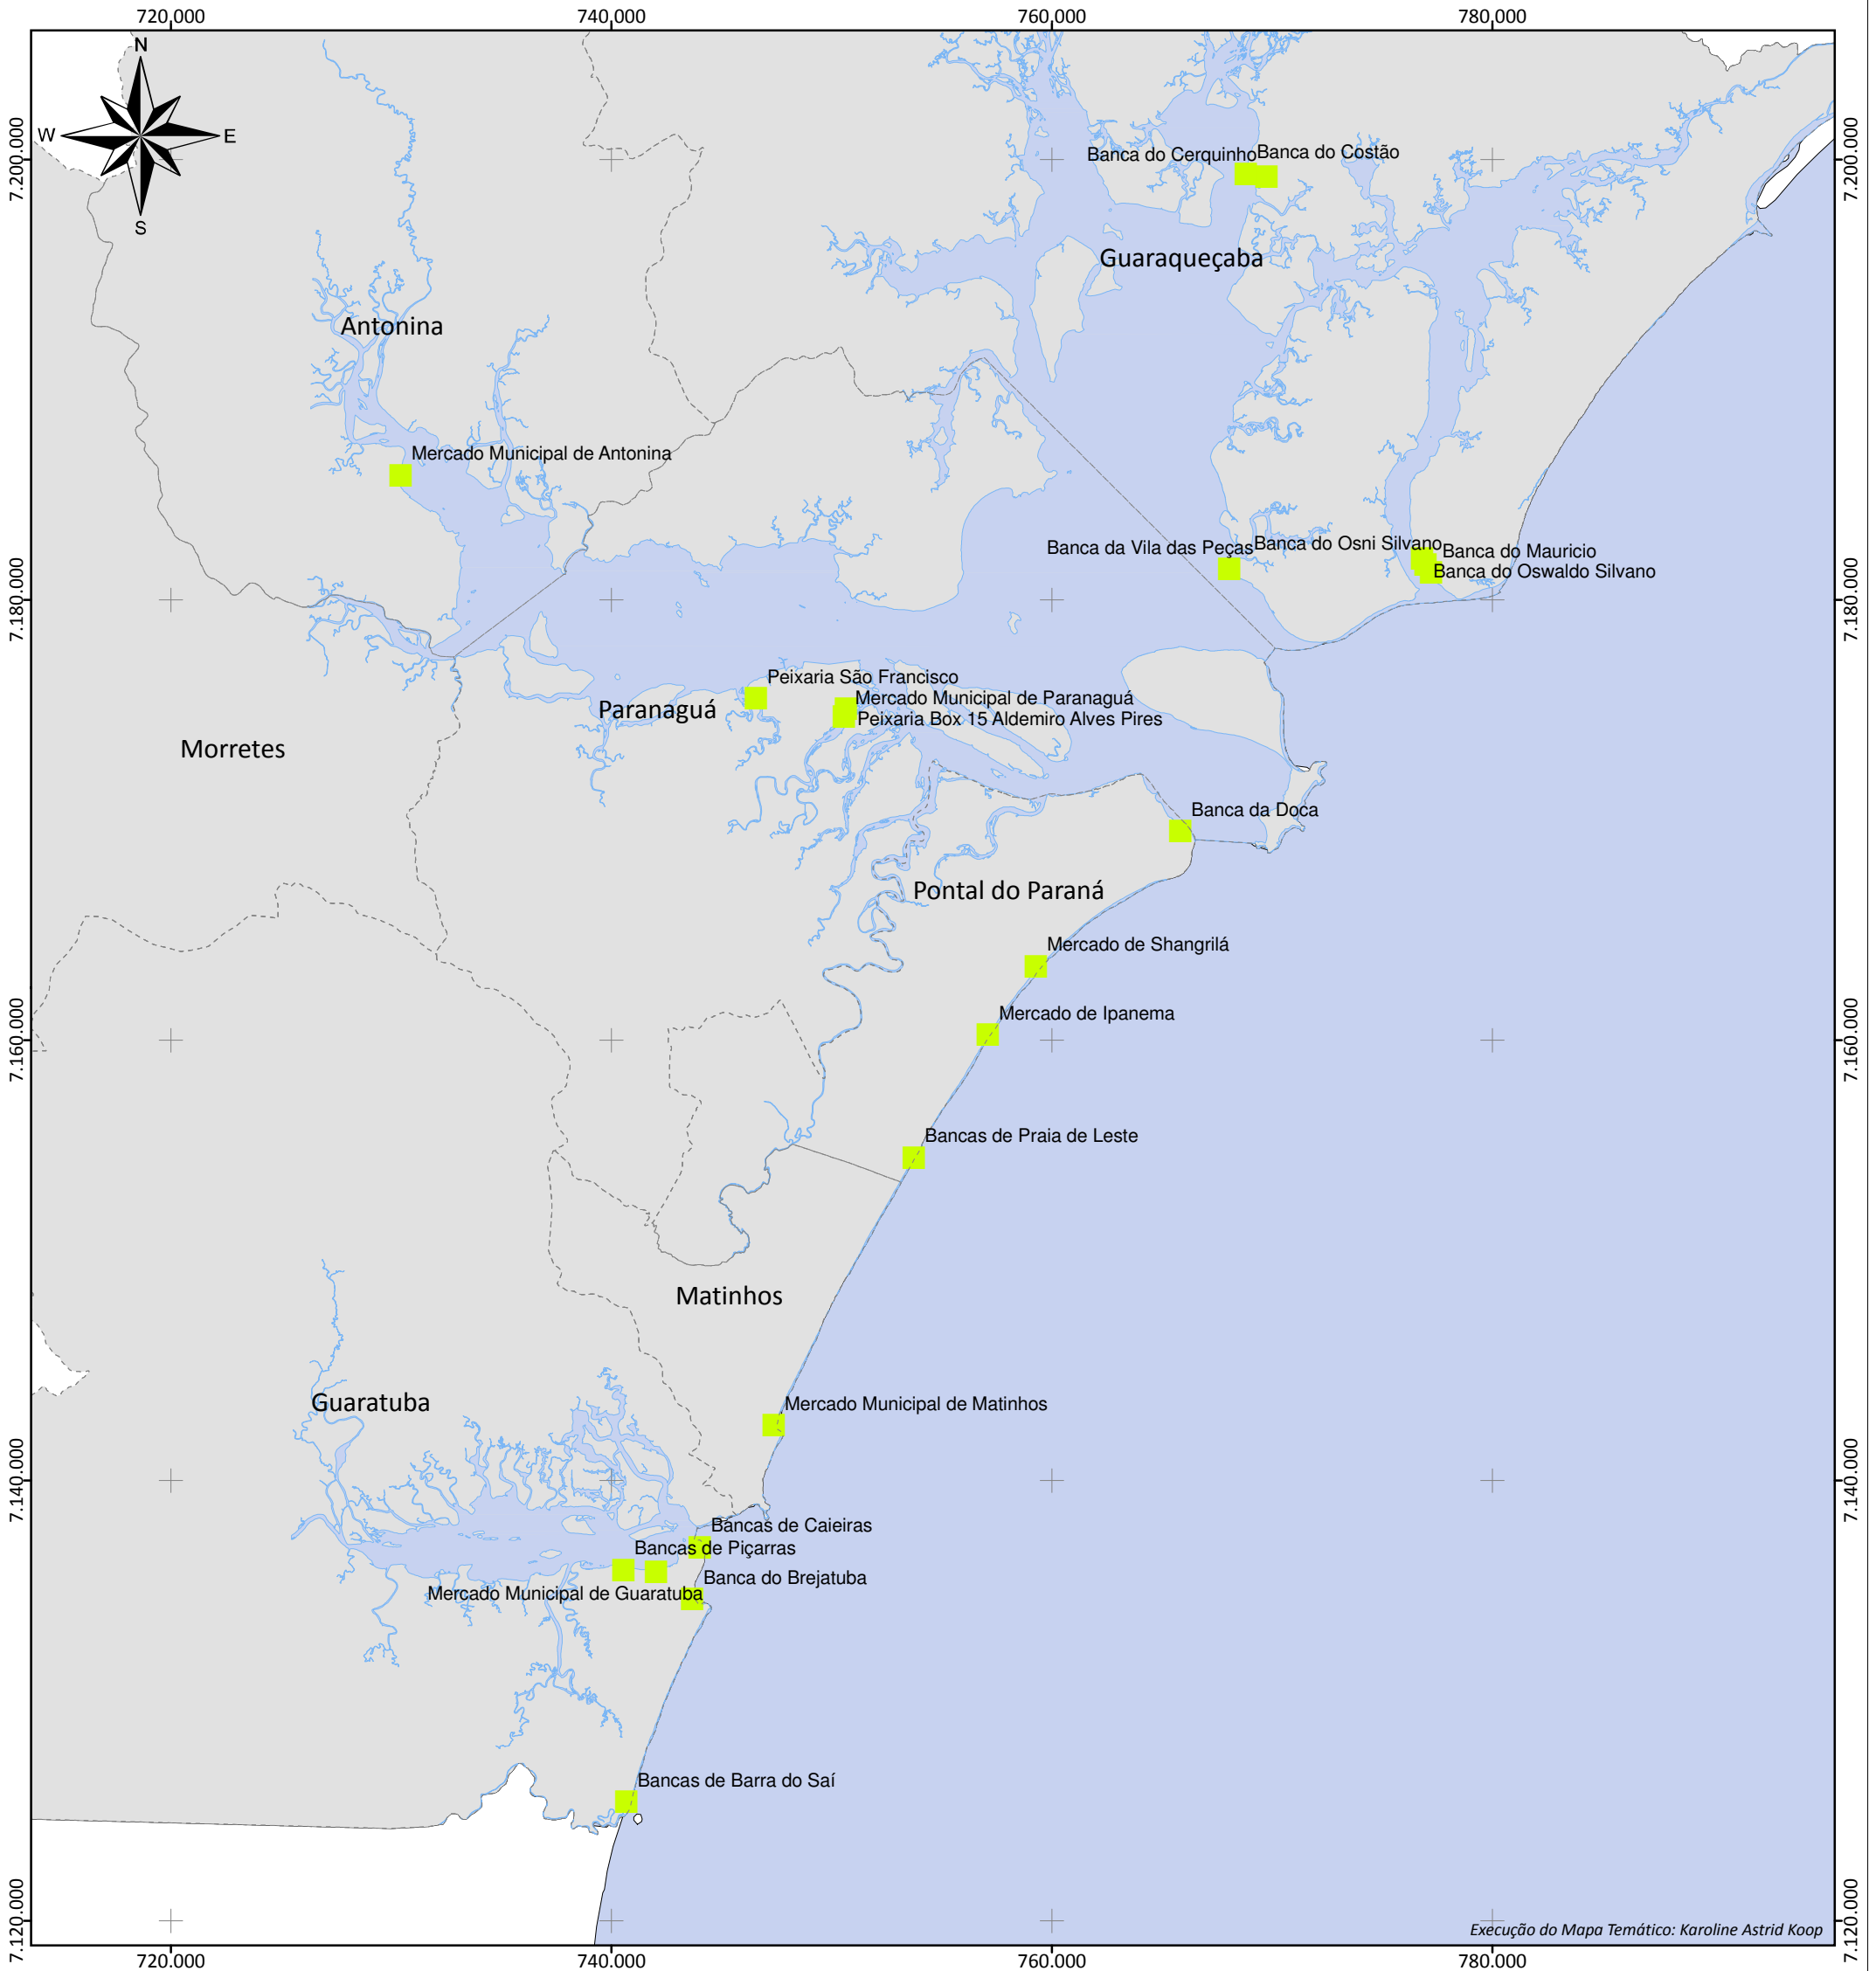 720.000
740.000
760.000
780.000
N
W
E
S
7.200.000
7.200.000
Banca do Cerquinho
Banca do Costão
Guaraqueçaba
Antonina
Mercado Municipal de Antonina
Banca da Vila das Peças
Banca do Osni Silvano
Banca do Mauricio
Banca do Oswaldo Silvano
7.180.000
7.180.000
Peixaria São Francisco
Mercado Municipal de Paranaguá
Paranaguá
Peixaria Box 15 Aldemiro Alves Pires
Morretes
Banca da Doca
Pontal do Paraná
Mercado de Shangrilá
Mercado de Ipanema
7.160.000
7.160.000
Bancas de Praia de Leste
Matinhos
Guaratuba
Mercado Municipal de Matinhos
7.140.000
7.140.000
Bancas de Caieiras
Bancas de Piçarras
Banca do Brejatuba
Mercado Municipal de Guaratuba
Bancas de Barra do Saí
7.120.000
7.120.000
Execução do Mapa Temático: Karoline Astrid Koop
720.000
740.000
760.000
780.000